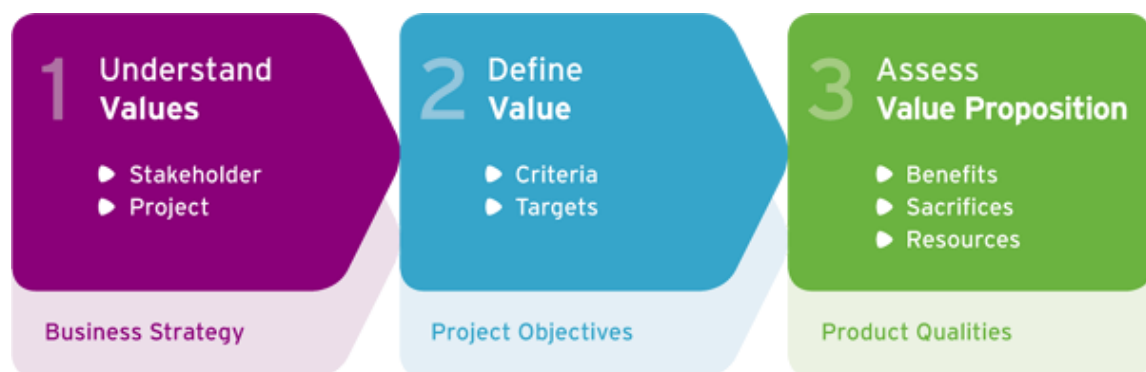 1
Understand
Values
Stakeholder
Project
Business Strategy
2
Define
Value
Criteria
Targets
Project Objectives
3
Assess
Value Proposition
Benefits
Sacrifices
Resources
Product Qualities